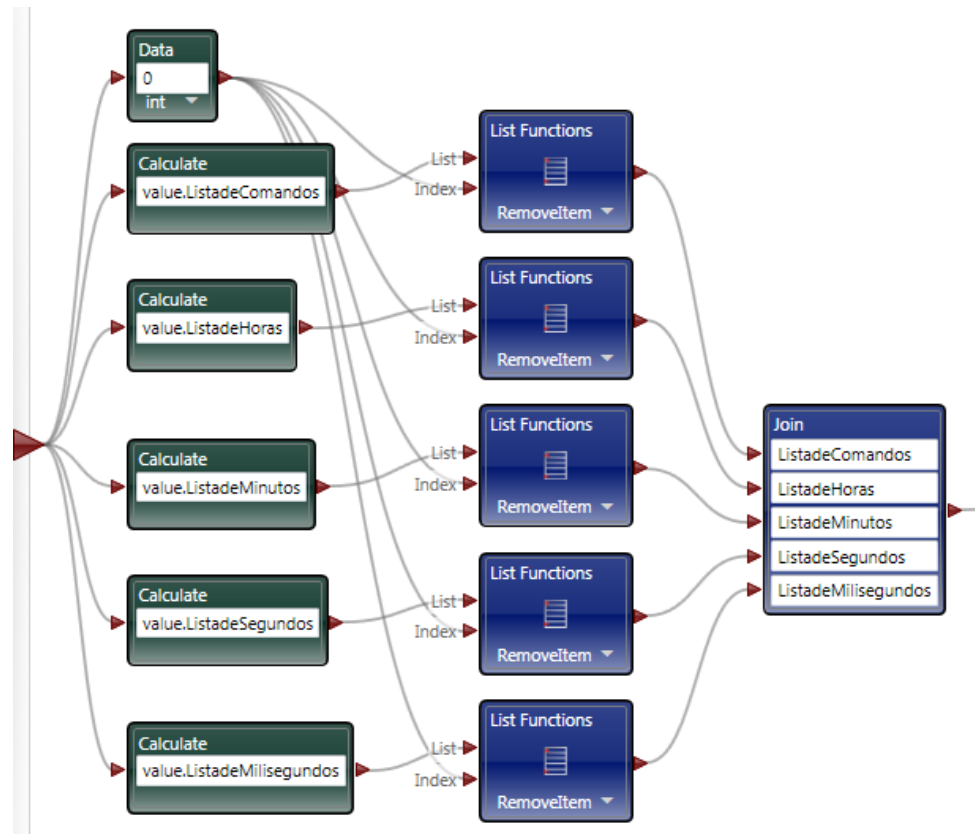 Data
0
int
Calculate
value.ListadeComandos
Calculate
value.ListadeHoras
Calculate
value.ListadeMinutos
Calculate
value.ListadeSegundos
Calculate
value.ListadeMilisegundos
List Functions
List
Index
RemoveItem
List Functions
List
Index
RemoveItem
List Functions
List
Index
RemoveItem
List Functions
List
Index
RemoveItem
List Functions
List
Index
RemoveItem
Join
ListadeComandos
ListadeHoras
ListadeMinutos
ListadeSegundos
ListadeMilisegundos